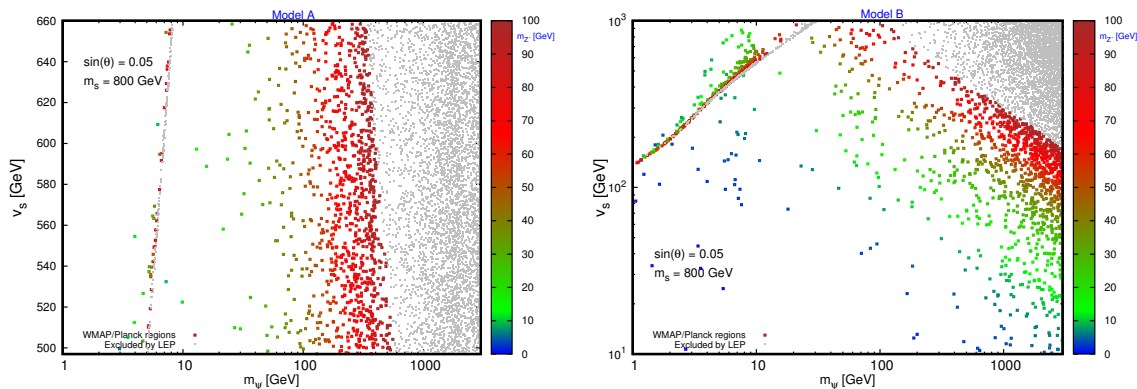 Model A
660
640
620
600
580
560
540
520
500
v_s [GeV]
sin(θ) = 0.05
m_s = 800 GeV
WMAP/Planck regions
Excluded by LEP
1
10
100
1000
m_ψ [GeV]
100
90
80
70
60
50
40
30
20
10
0
m_Z' [GeV]
Model B
10^3
10^2
10^1
v_s [GeV]
sin(θ) = 0.05
m_s = 800 GeV
WMAP/Planck regions
Excluded by LEP
1
10
100
1000
m_ψ [GeV]
100
90
80
70
60
50
40
30
20
10
0
m_Z' [GeV]